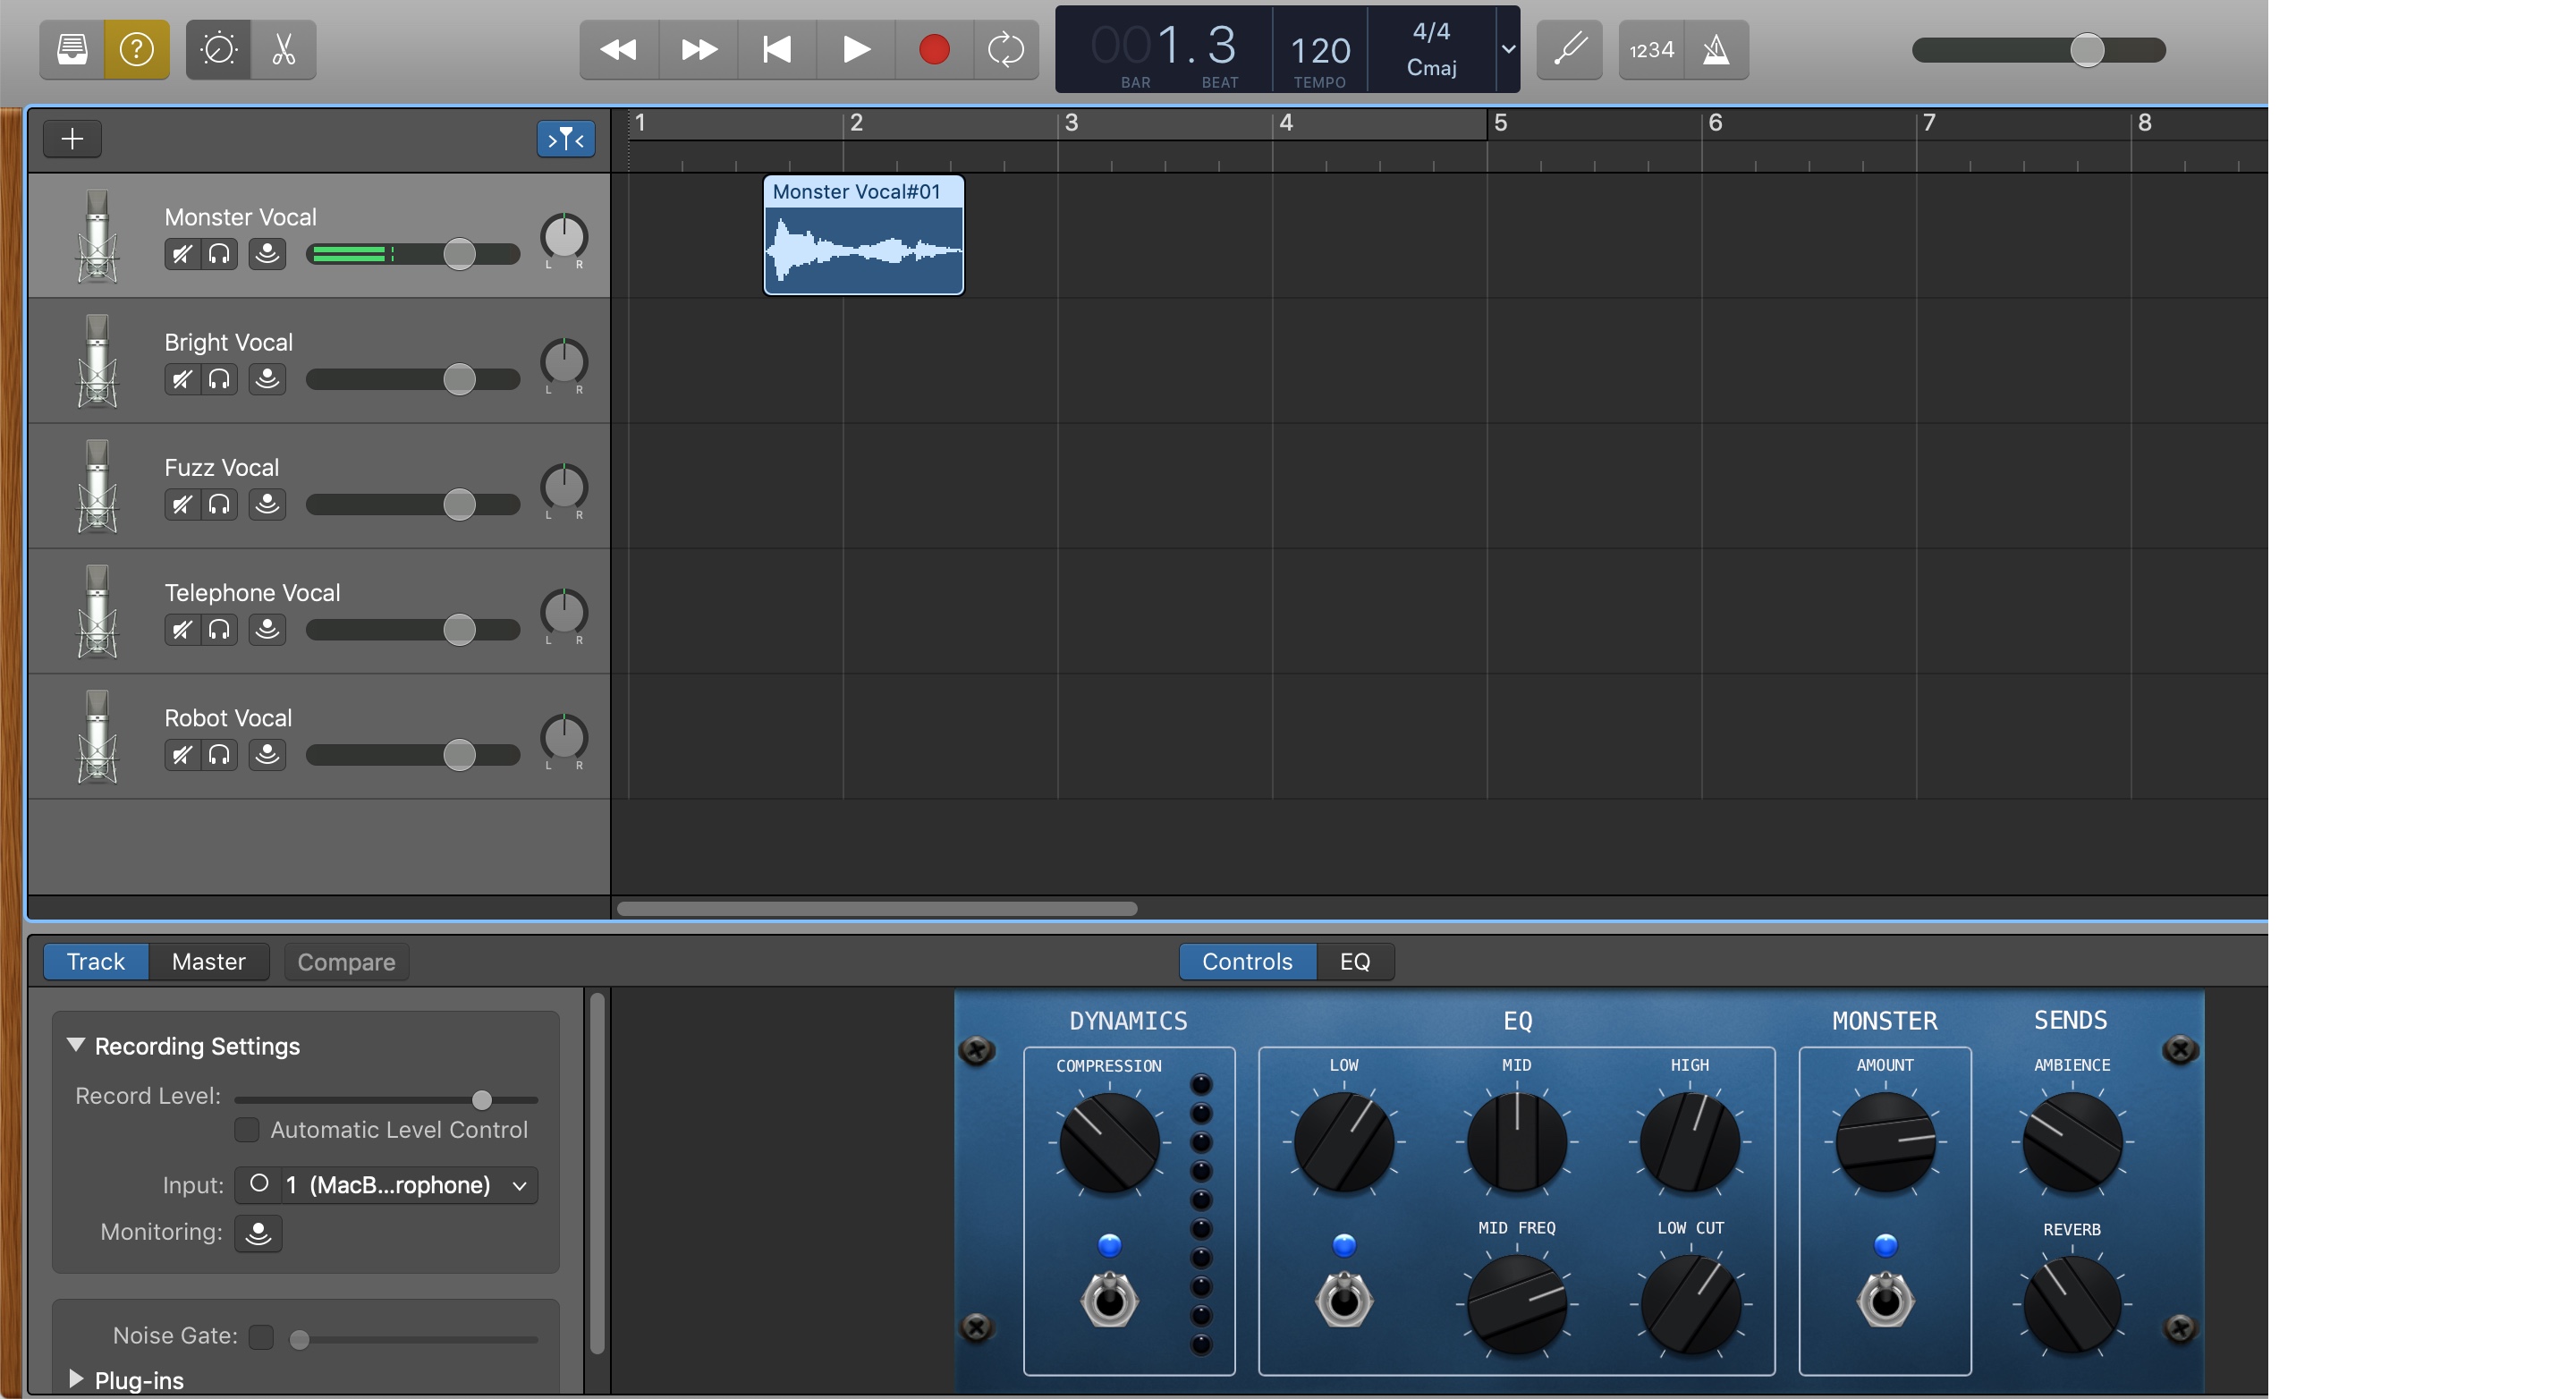 001.3
BAR BEAT
120
TEMPO
4/4
Cmaj
1234
1 2 3 4 5 6 7 8
Monster Vocal#01
Monster Vocal
L R
Bright Vocal
L R
Fuzz Vocal
L R
Telephone Vocal
L R
Robot Vocal
L R
Track Master Compare
Controls EQ
Recording Settings
Record Level:
Automatic Level Control
Input: 1 (MacB...rophone)
Monitoring:
Noise Gate:
Plug-ins
DYNAMICS EQ MONSTER SENDS
COMPRESSION LOW MID HIGH AMOUNT AMBIENCE
MID FREQ LOW CUT REVERB